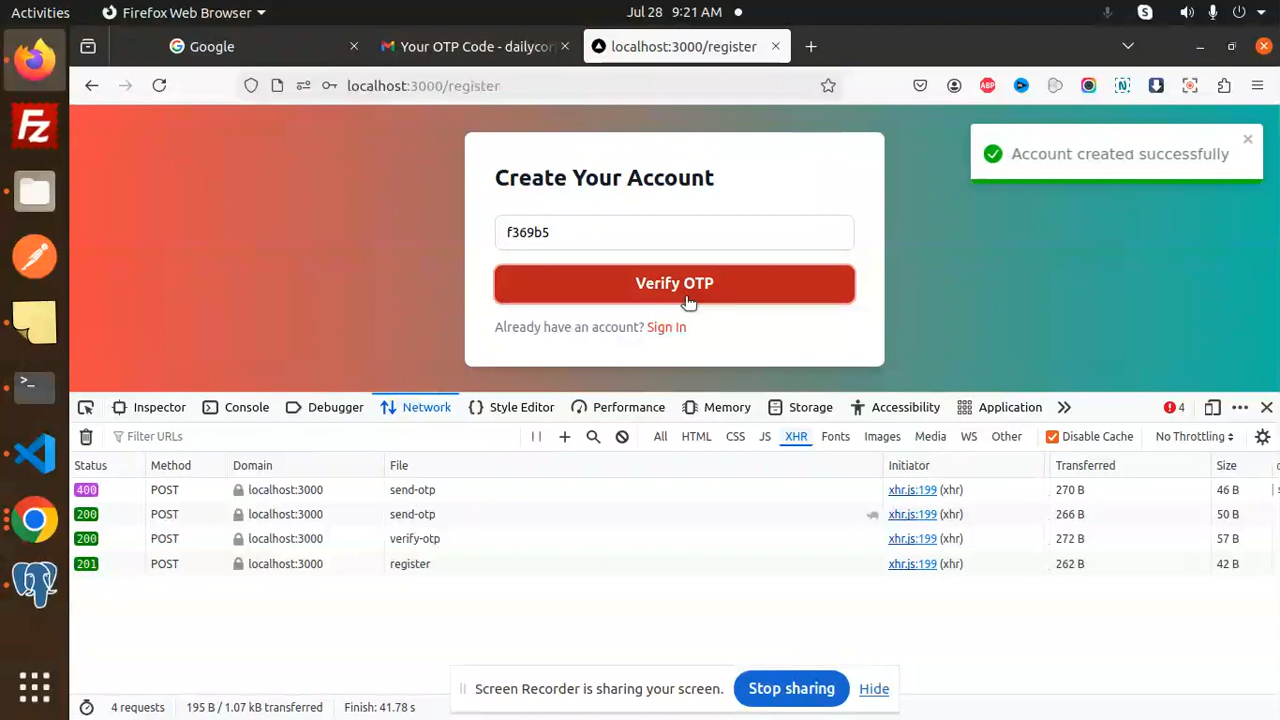 Activities
Firefox Web Browser
Jul 28 9:21 AM
Google
Your OTP Code - dailycor
localhost:3000/register
localhost:3000/register
ABP
N
Fz
Account created successfully
Create Your Account
f369b5
Verify OTP
Already have an account? Sign In
Inspector
Console
Debugger
Network
Style Editor
Performance
Memory
Storage
Accessibility
Application
4
Filter URLs
All
HTML
CSS
JS
XHR
Fonts
Images
Media
WS
Other
Disable Cache
No Throttling
Status Method Domain File Initiator Transferred Size
400 POST localhost:3000 send-otp xhr.js:199 (xhr) 270 B 46 B
200 POST localhost:3000 send-otp xhr.js:199 (xhr) 266 B 50 B
200 POST localhost:3000 verify-otp xhr.js:199 (xhr) 272 B 57 B
201 POST localhost:3000 register xhr.js:199 (xhr) 262 B 42 B
Screen Recorder is sharing your screen.
Stop sharing
Hide
4 requests
195 B / 1.07 kB transferred
Finish: 41.78 s